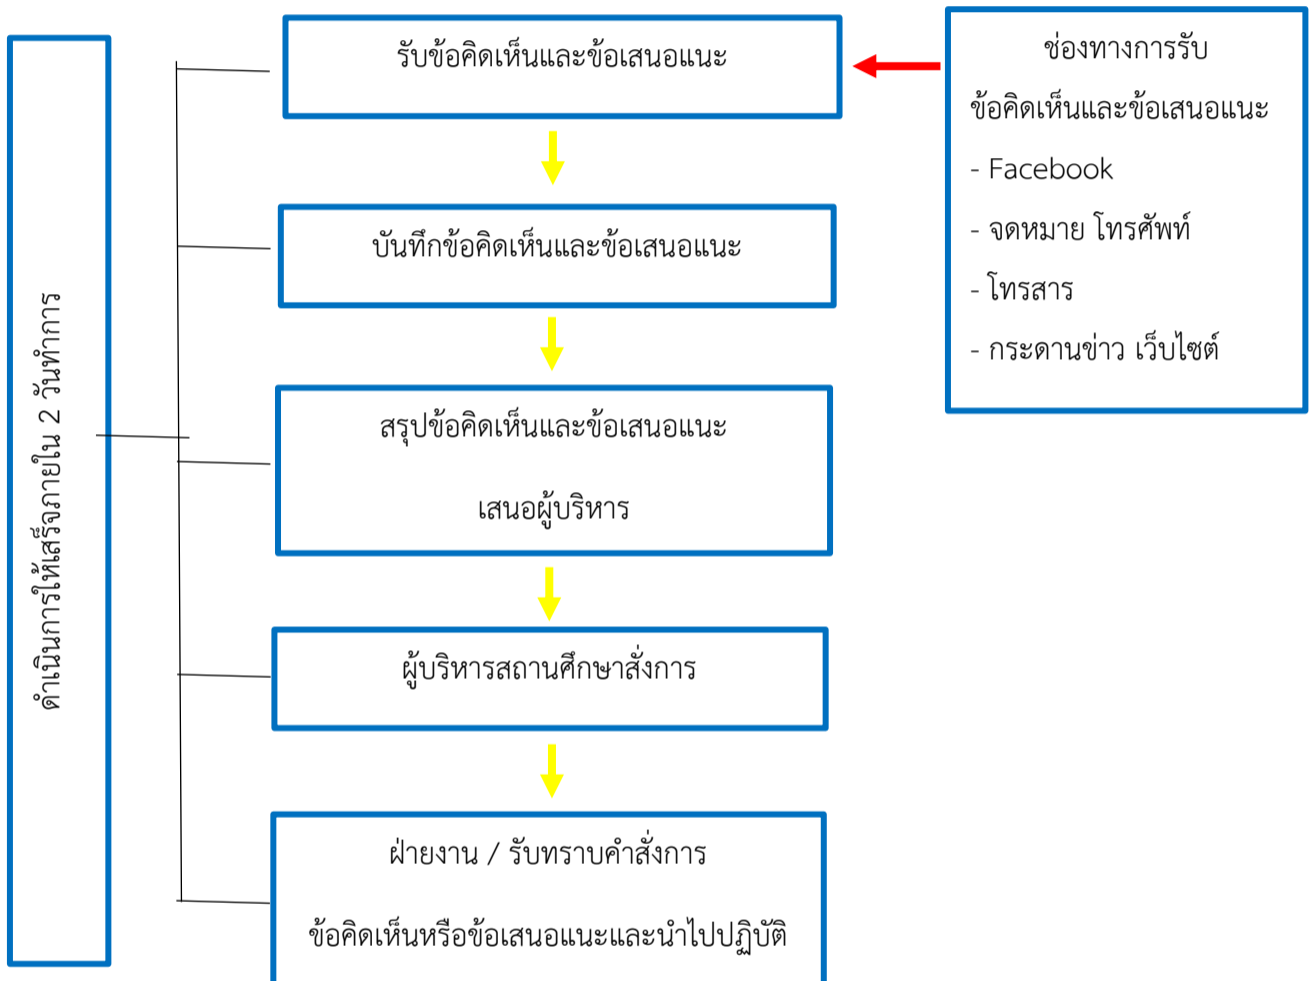 ดำเนินการให้เสร็จภายใน 2 วันทำการ
รับข้อคิดเห็นและข้อเสนอแนะ
บันทึกข้อคิดเห็นและข้อเสนอแนะ
สรุปข้อคิดเห็นและข้อเสนอแนะ
เสนอผู้บริหาร
ผู้บริหารสถานศึกษาสั่งการ
ฝ่ายงาน / รับทราบคำสั่งการ
ข้อคิดเห็นหรือข้อเสนอแนะและนำไปปฏิบัติ
ช่องทางการรับ
ข้อคิดเห็นและข้อเสนอแนะ
- Facebook
- จดหมาย โทรศัพท์
- โทรสาร
- กระดานข่าว เว็บไซต์